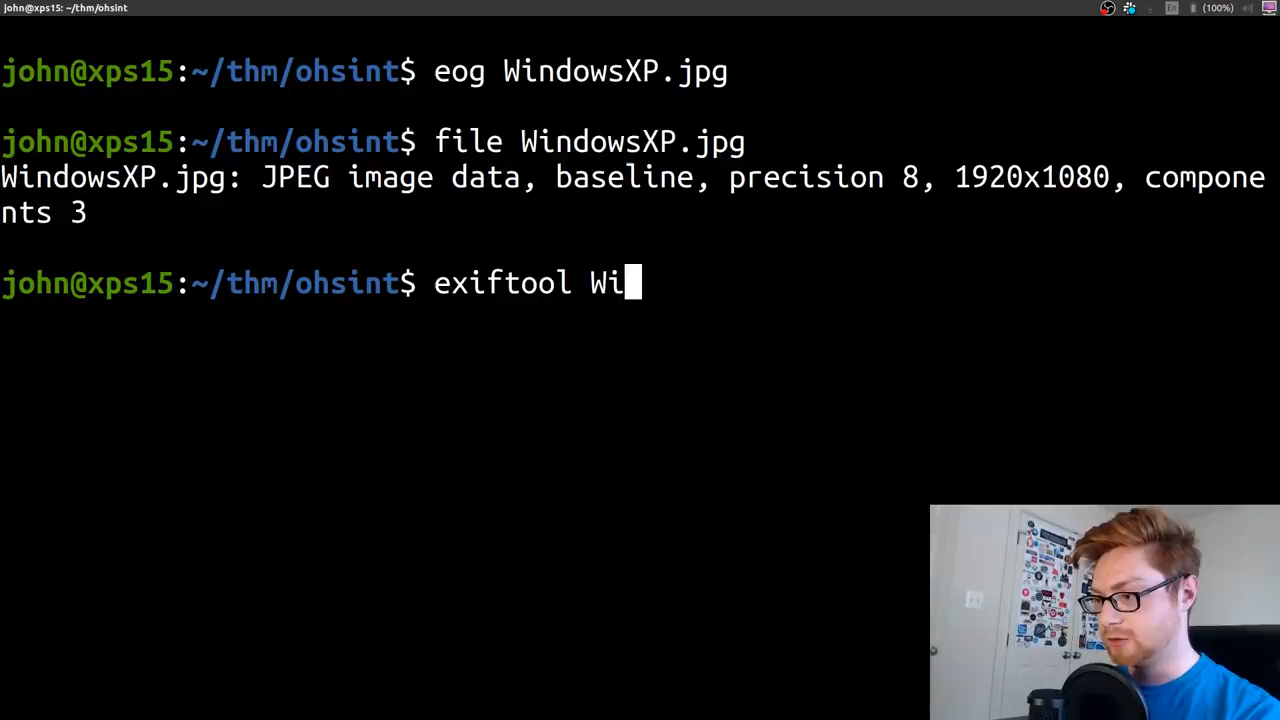 john@xps15: ~/thm/ohsint
En
(100%)
john@xps15:~/thm/ohsint$ eog WindowsXP.jpg
john@xps15:~/thm/ohsint$ file WindowsXP.jpg
WindowsXP.jpg: JPEG image data, baseline, precision 8, 1920x1080, compone
nts 3
john@xps15:~/thm/ohsint$ exiftool Wi